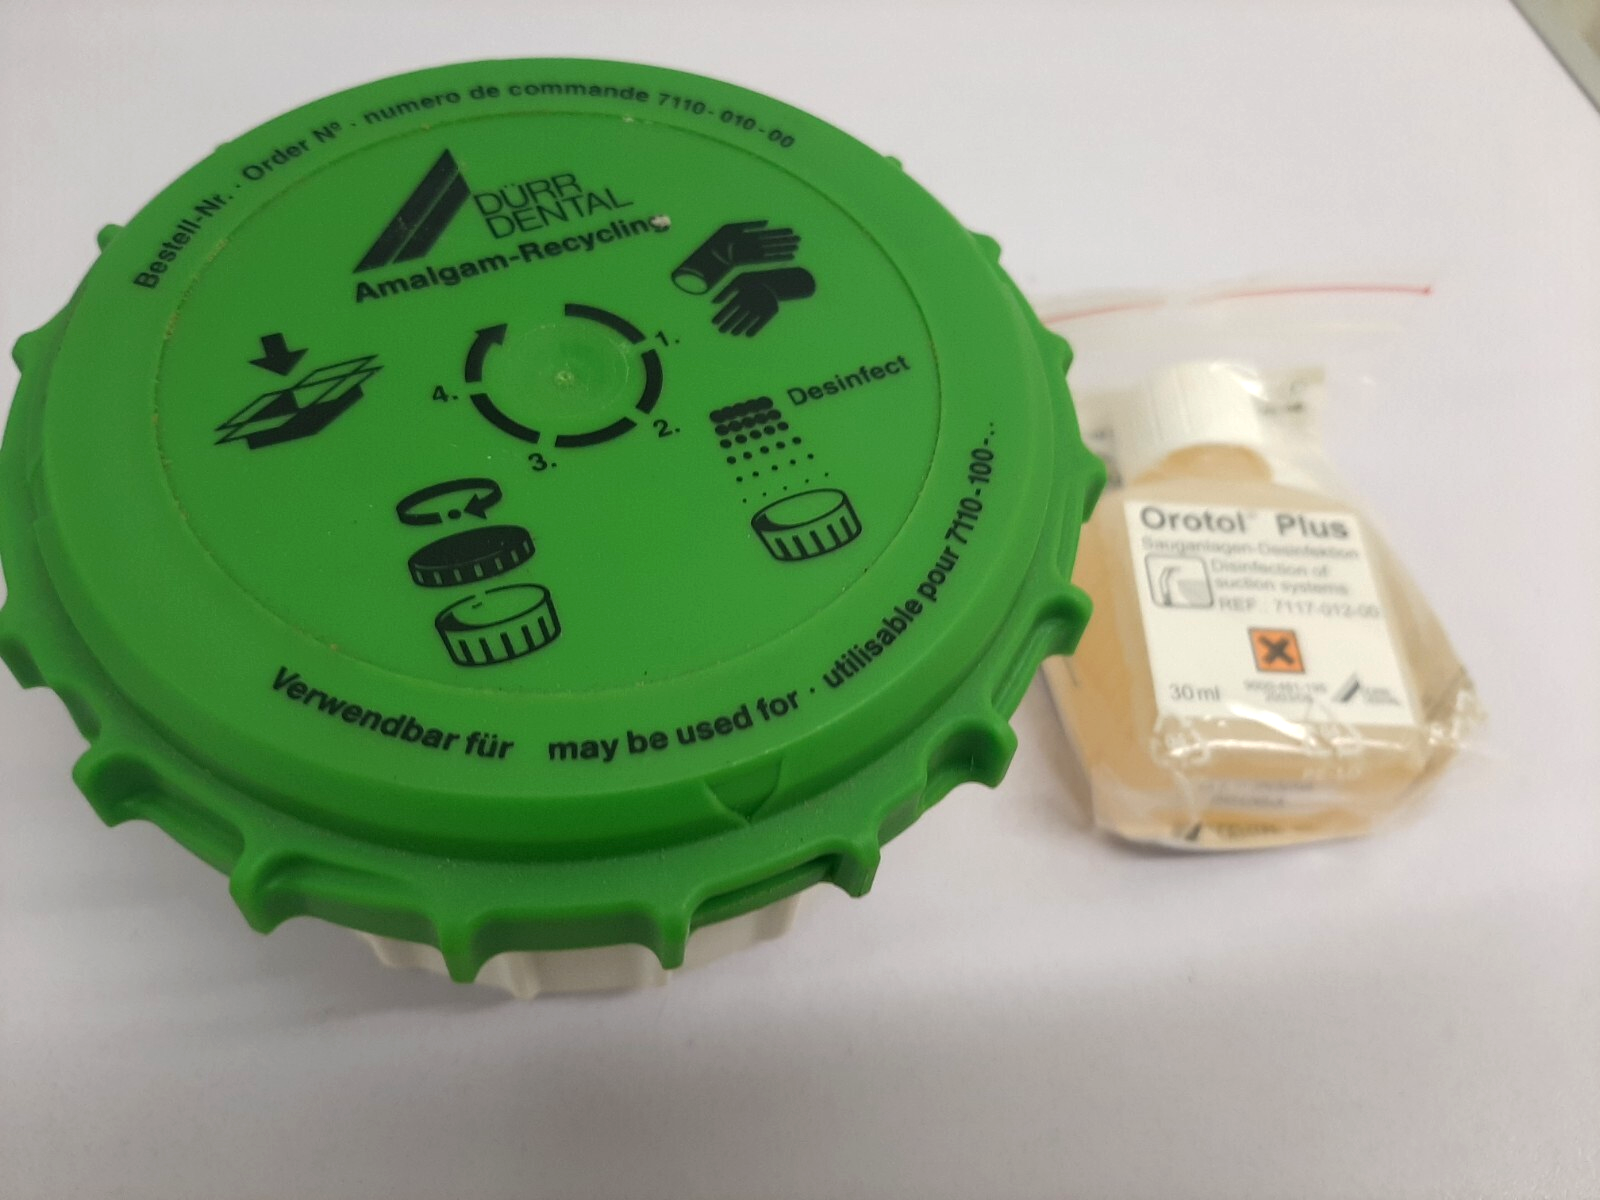 Bestell-Nr. · Order Nº · numero de commande 7110-010-00
DÜRR
DENTAL
Amalgam-Recycling
1.
2.
3.
4.
Desinfect
Verwendbar für may be used for · utilisable pour 7110-100-..
Orotol Plus
Sauganlagen-Desinfektion
Disinfection of
suction systems
REF : 7117-012-00
30 ml